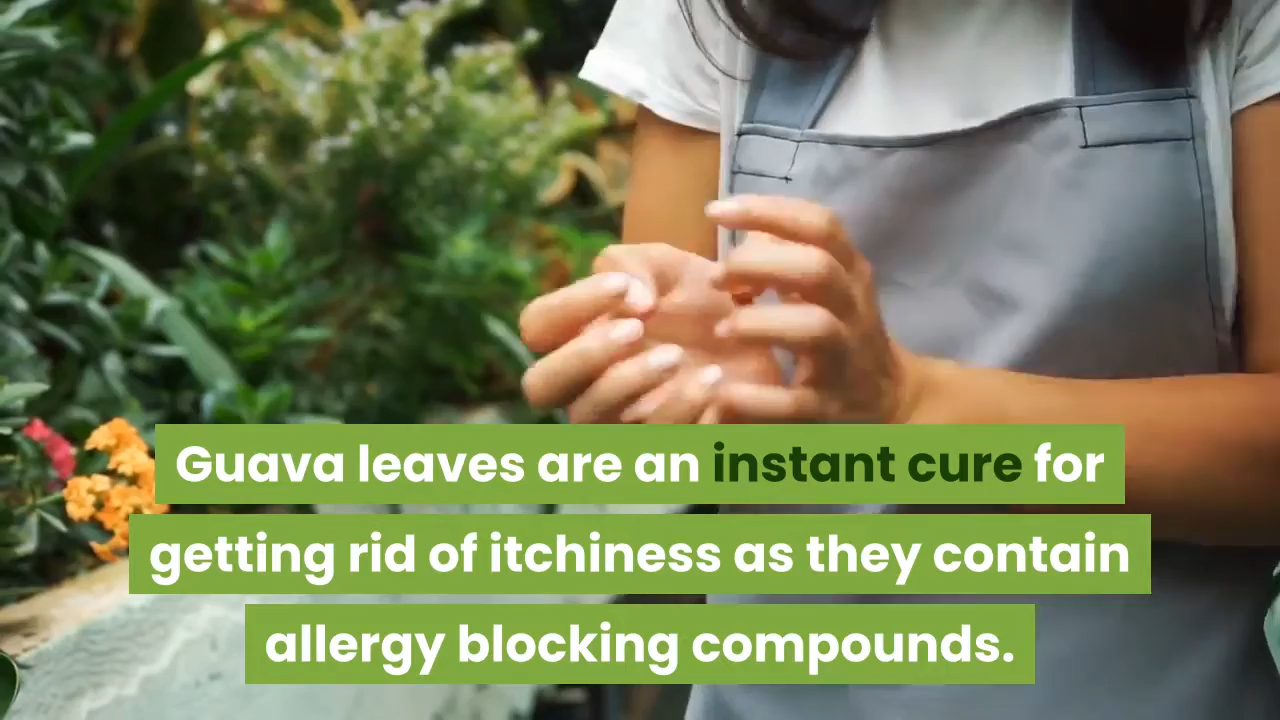 Guava leaves are an instant cure for
getting rid of itchiness as they contain
allergy blocking compounds.